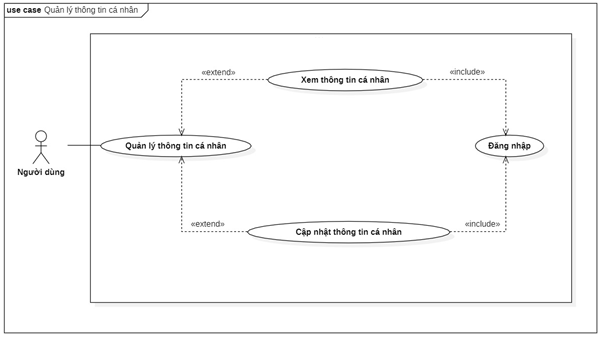 use case Quản lý thông tin cá nhân
«extend»
Xem thông tin cá nhân
«include»
Người dùng
Quản lý thông tin cá nhân
Đăng nhập
«extend»
Cập nhật thông tin cá nhân
«include»